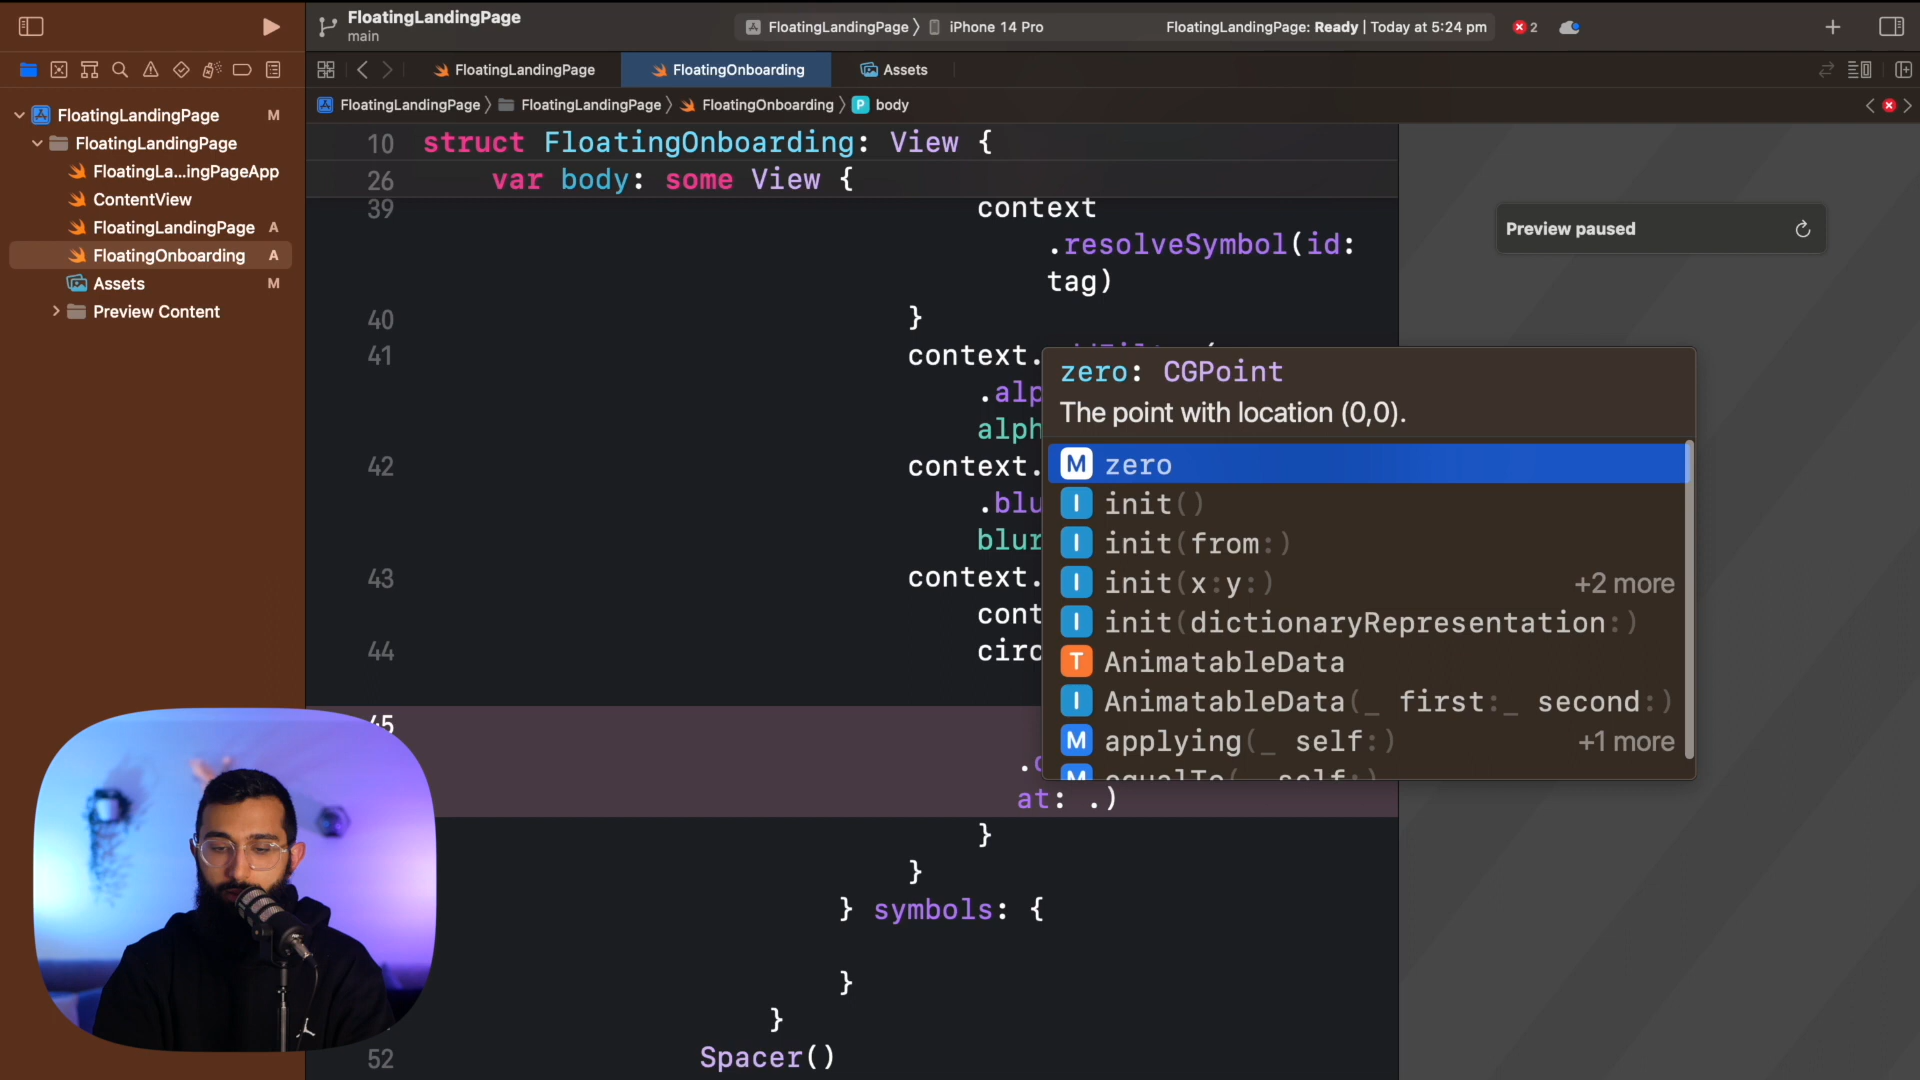 FloatingLandingPage
main
FloatingLandingPage
iPhone 14 Pro
FloatingLandingPage: Ready | Today at 5:24 pm
2
FloatingLandingPage
FloatingOnboarding
Assets
FloatingLandingPage
FloatingLandingPage
FloatingOnboarding
P body
FloatingLandingPage M
FloatingLandingPage
FloatingLa...ingPageApp
ContentView
FloatingLandingPage A
FloatingOnboarding A
Assets M
Preview Content
10 struct FloatingOnboarding: View {
26 var body: some View {
39 context
.resolveSymbol(id:
tag)
40 }
41 context.
.alp
alph
42 context.
.blu
blur
43 context.
cont
44 circ
45
at: .)
}
}
} symbols: {
}
}
52 Spacer()
zero: CGPoint
The point with location (0,0).
M zero
I init()
I init(from:)
I init(x:y:) +2 more
I init(dictionaryRepresentation:)
T AnimatableData
I AnimatableData(_ first:_ second:)
M applying(_ self:) +1 more
M equalTo(_ self:)
Preview paused